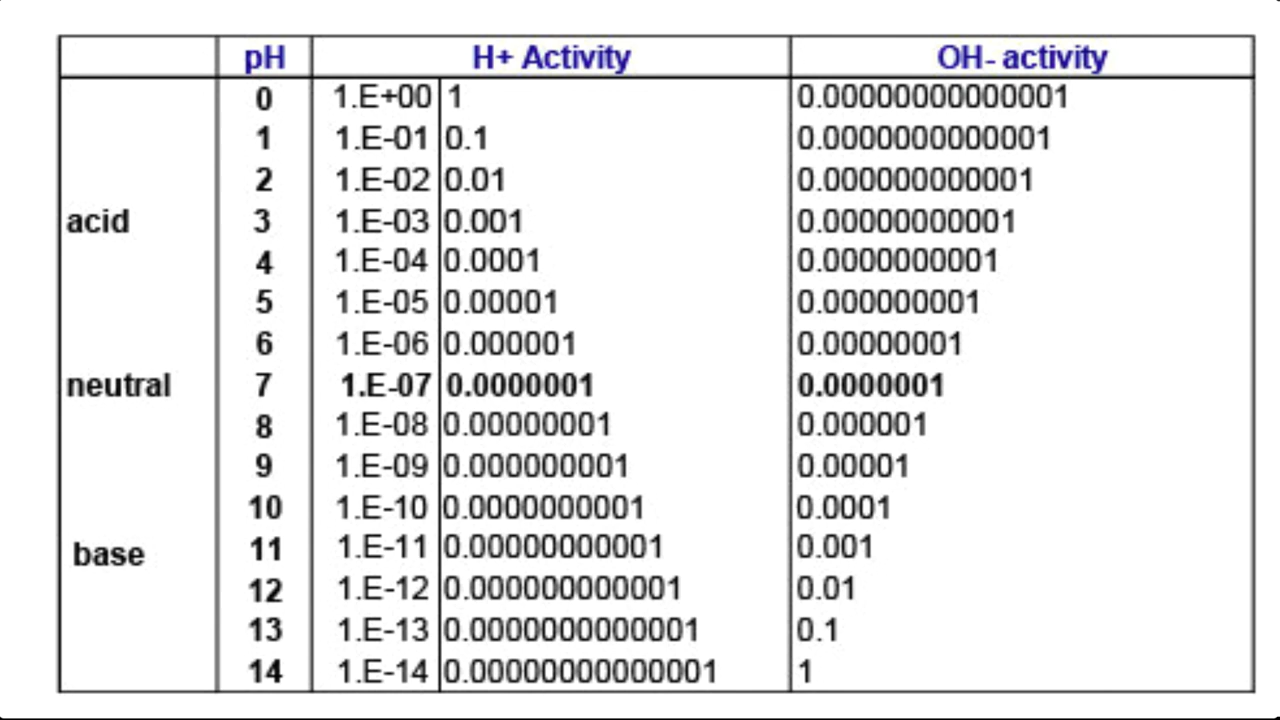 pH H+ Activity OH- activity
0 1.E+00 1 0.00000000000001
1 1.E-01 0.1 0.0000000000001
2 1.E-02 0.01 0.000000000001
acid 3 1.E-03 0.001 0.00000000001
4 1.E-04 0.0001 0.0000000001
5 1.E-05 0.00001 0.000000001
6 1.E-06 0.000001 0.00000001
neutral 7 1.E-07 0.0000001 0.0000001
8 1.E-08 0.00000001 0.000001
9 1.E-09 0.000000001 0.00001
10 1.E-10 0.0000000001 0.0001
base 11 1.E-11 0.00000000001 0.001
12 1.E-12 0.000000000001 0.01
13 1.E-13 0.0000000000001 0.1
14 1.E-14 0.00000000000001 1